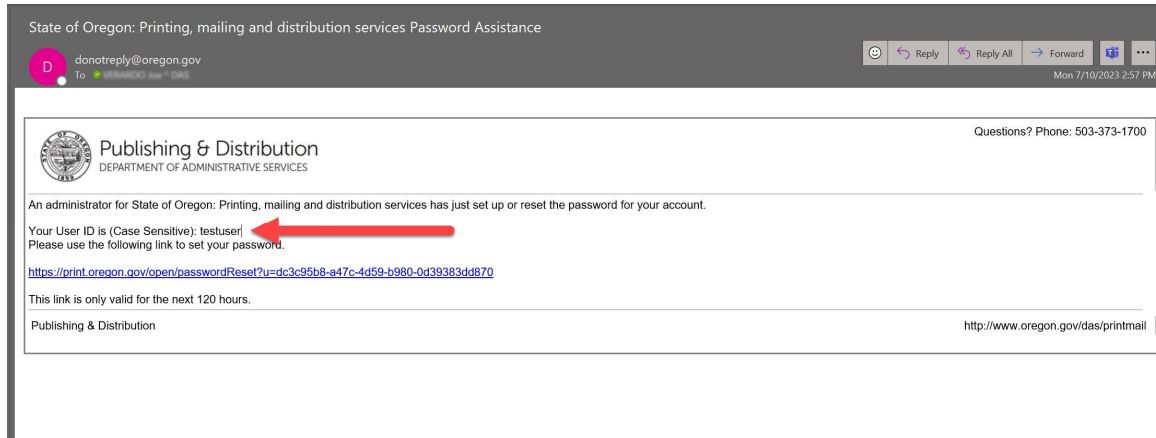 State of Oregon: Printing, mailing and distribution services Password Assistance
D
donotreply@oregon.gov
To
Reply
Reply All
Forward
Mon 7/10/2023 2:57 PM
Questions? Phone: 503-373-1700
STATE OF OREGON
1859
Publishing & Distribution
DEPARTMENT OF ADMINISTRATIVE SERVICES
An administrator for State of Oregon: Printing, mailing and distribution services has just set up or reset the password for your account.
Your User ID is (Case Sensitive): testuser
Please use the following link to set your password.
https://print.oregon.gov/open/passwordReset?u=dc3c95b8-a47c-4d59-b980-0d39383dd870
This link is only valid for the next 120 hours.
Publishing & Distribution
http://www.oregon.gov/das/printmail